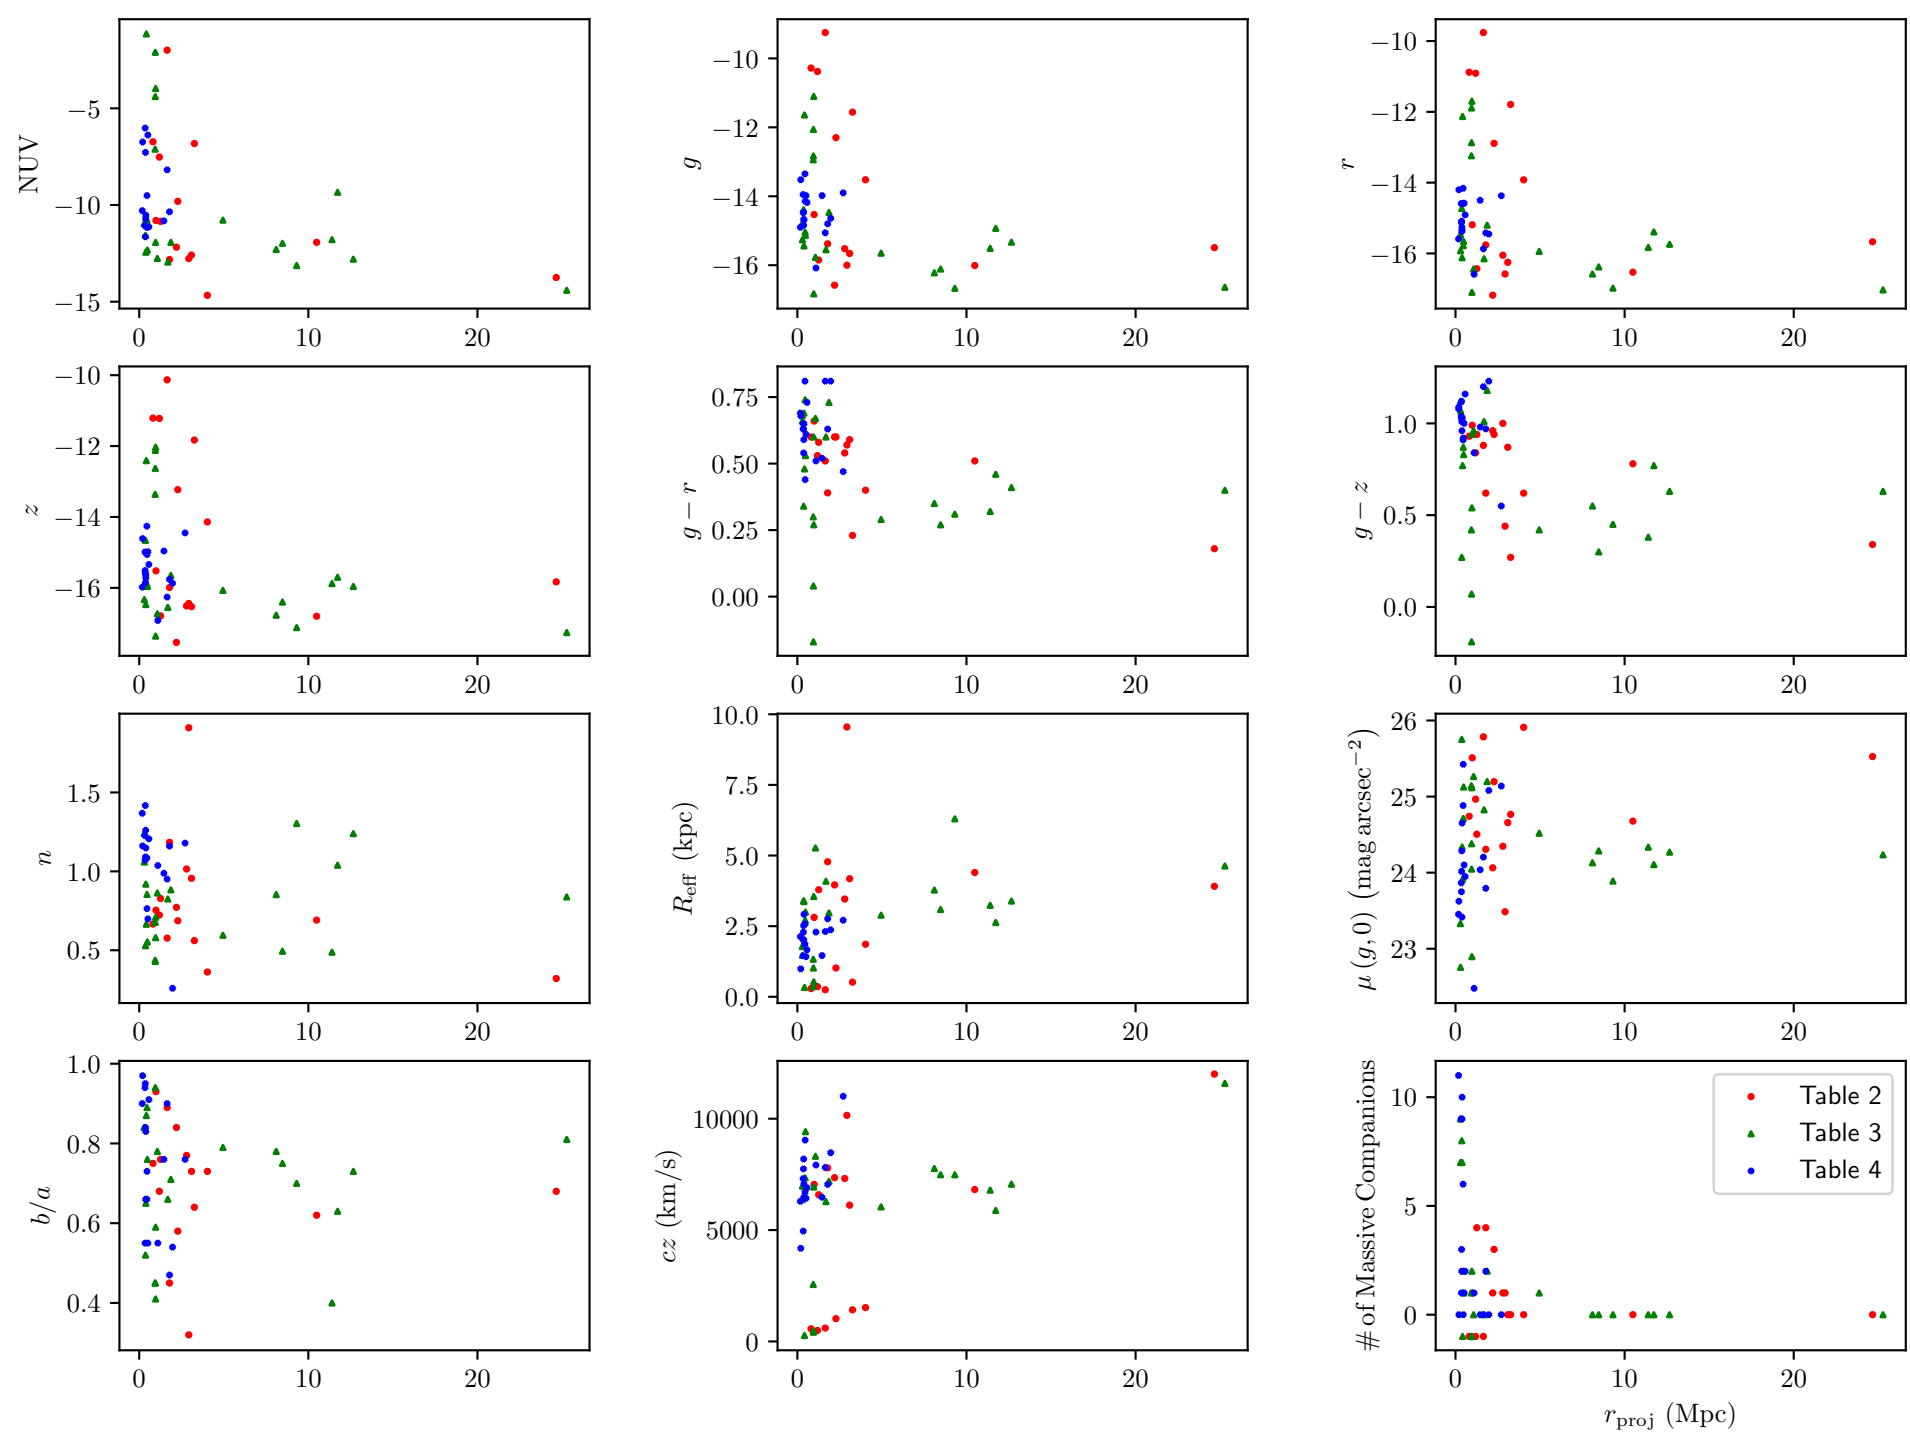 NUV
−5
−10
−15
0 10 20
g
−10
−12
−14
−16
0 10 20
r
−10
−12
−14
−16
0 10 20
z
−10
−12
−14
−16
0 10 20
g − r
0.75
0.50
0.25
0.00
0 10 20
g − z
1.0
0.5
0.0
0 10 20
n
1.5
1.0
0.5
0 10 20
R_eff (kpc)
10.0
7.5
5.0
2.5
0.0
0 10 20
μ (g, 0) (mag arcsec⁻²)
26
25
24
23
0 10 20
b/a
1.0
0.8
0.6
0.4
0 10 20
cz (km/s)
10000
5000
0
0 10 20
# of Massive Companions
10
5
0
Table 2
Table 3
Table 4
0 10 20
r_proj (Mpc)